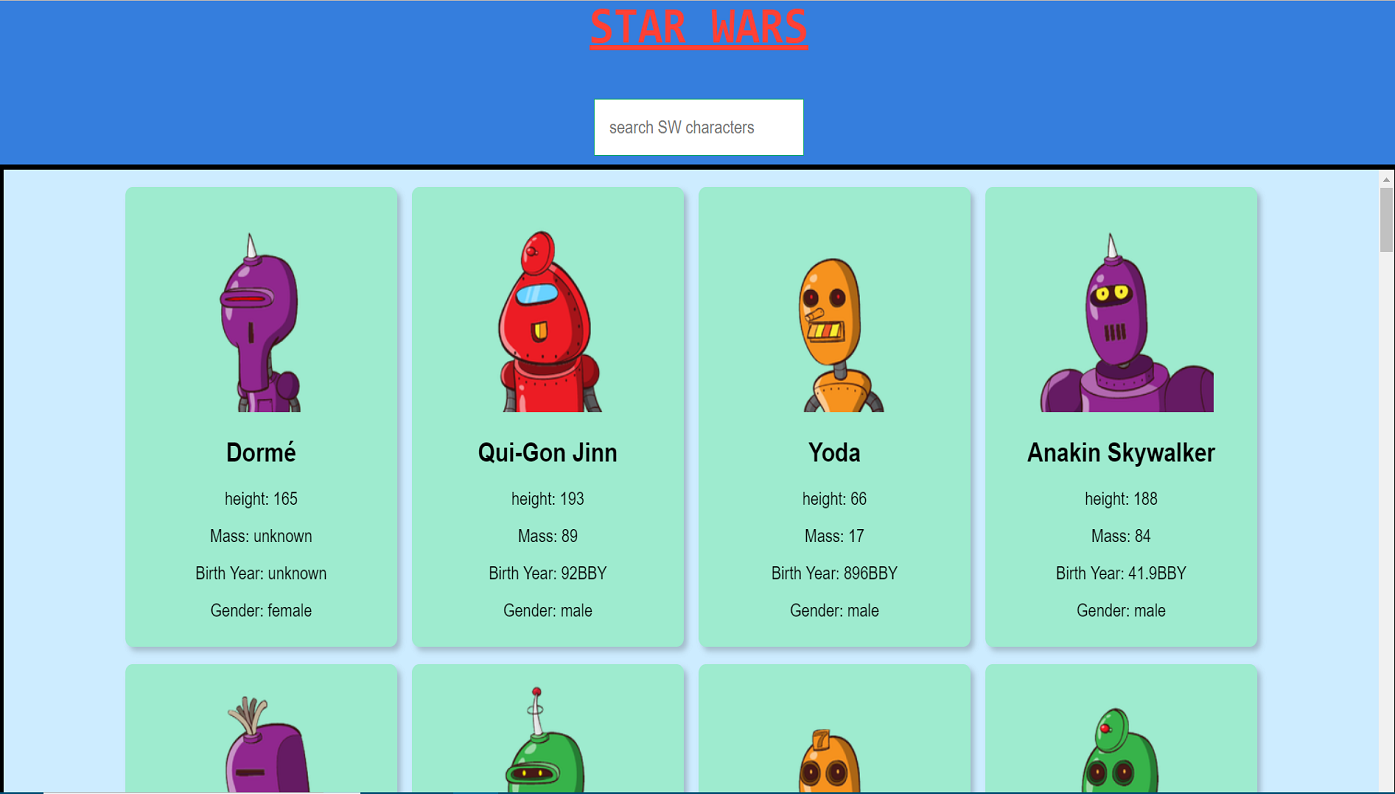 STAR WARS
search SW characters
Dormé
height: 165
Mass: unknown
Birth Year: unknown
Gender: female
Qui-Gon Jinn
height: 193
Mass: 89
Birth Year: 92BBY
Gender: male
Yoda
height: 66
Mass: 17
Birth Year: 896BBY
Gender: male
Anakin Skywalker
height: 188
Mass: 84
Birth Year: 41.9BBY
Gender: male